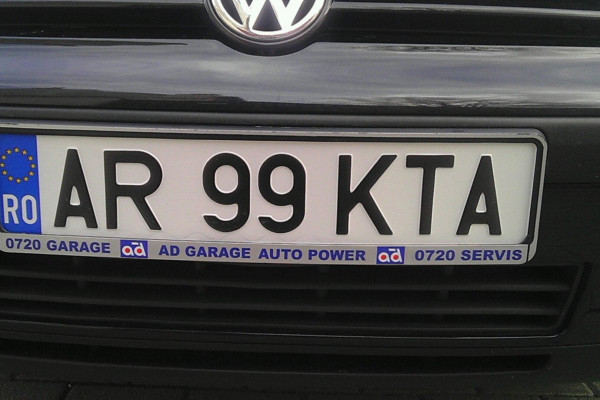 AR 99 KTA
RO
0720 GARAGE ad AD GARAGE AUTO POWER ad 0720 SERVIS